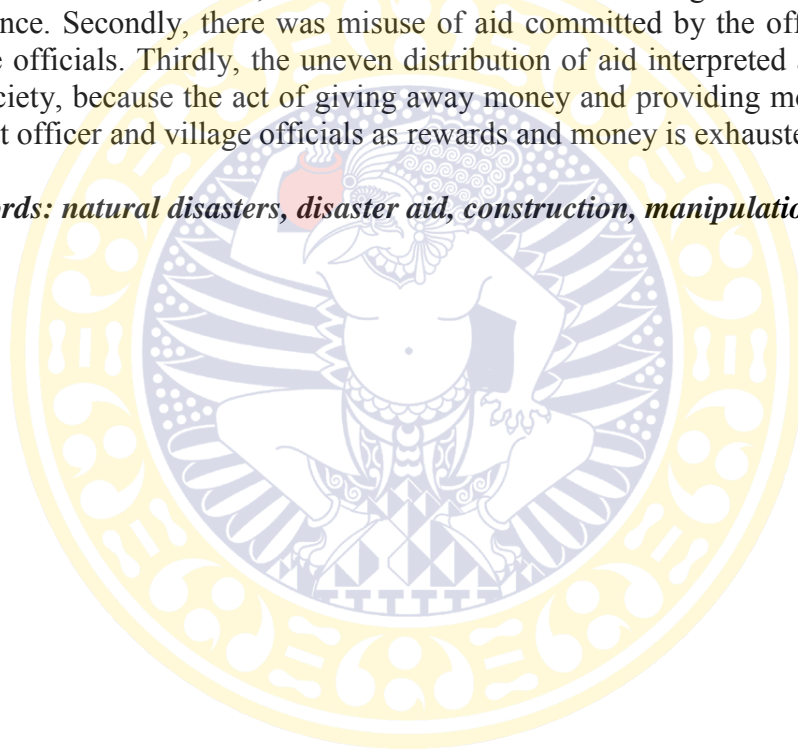 nce. Secondly, there was misuse of aid committed by the off
e officials. Thirdly, the uneven distribution of aid interpreted a
ciety, because the act of giving away money and providing mo
t officer and village officials as rewards and money is exhauste
rds: natural disasters, disaster aid, construction, manipulatio